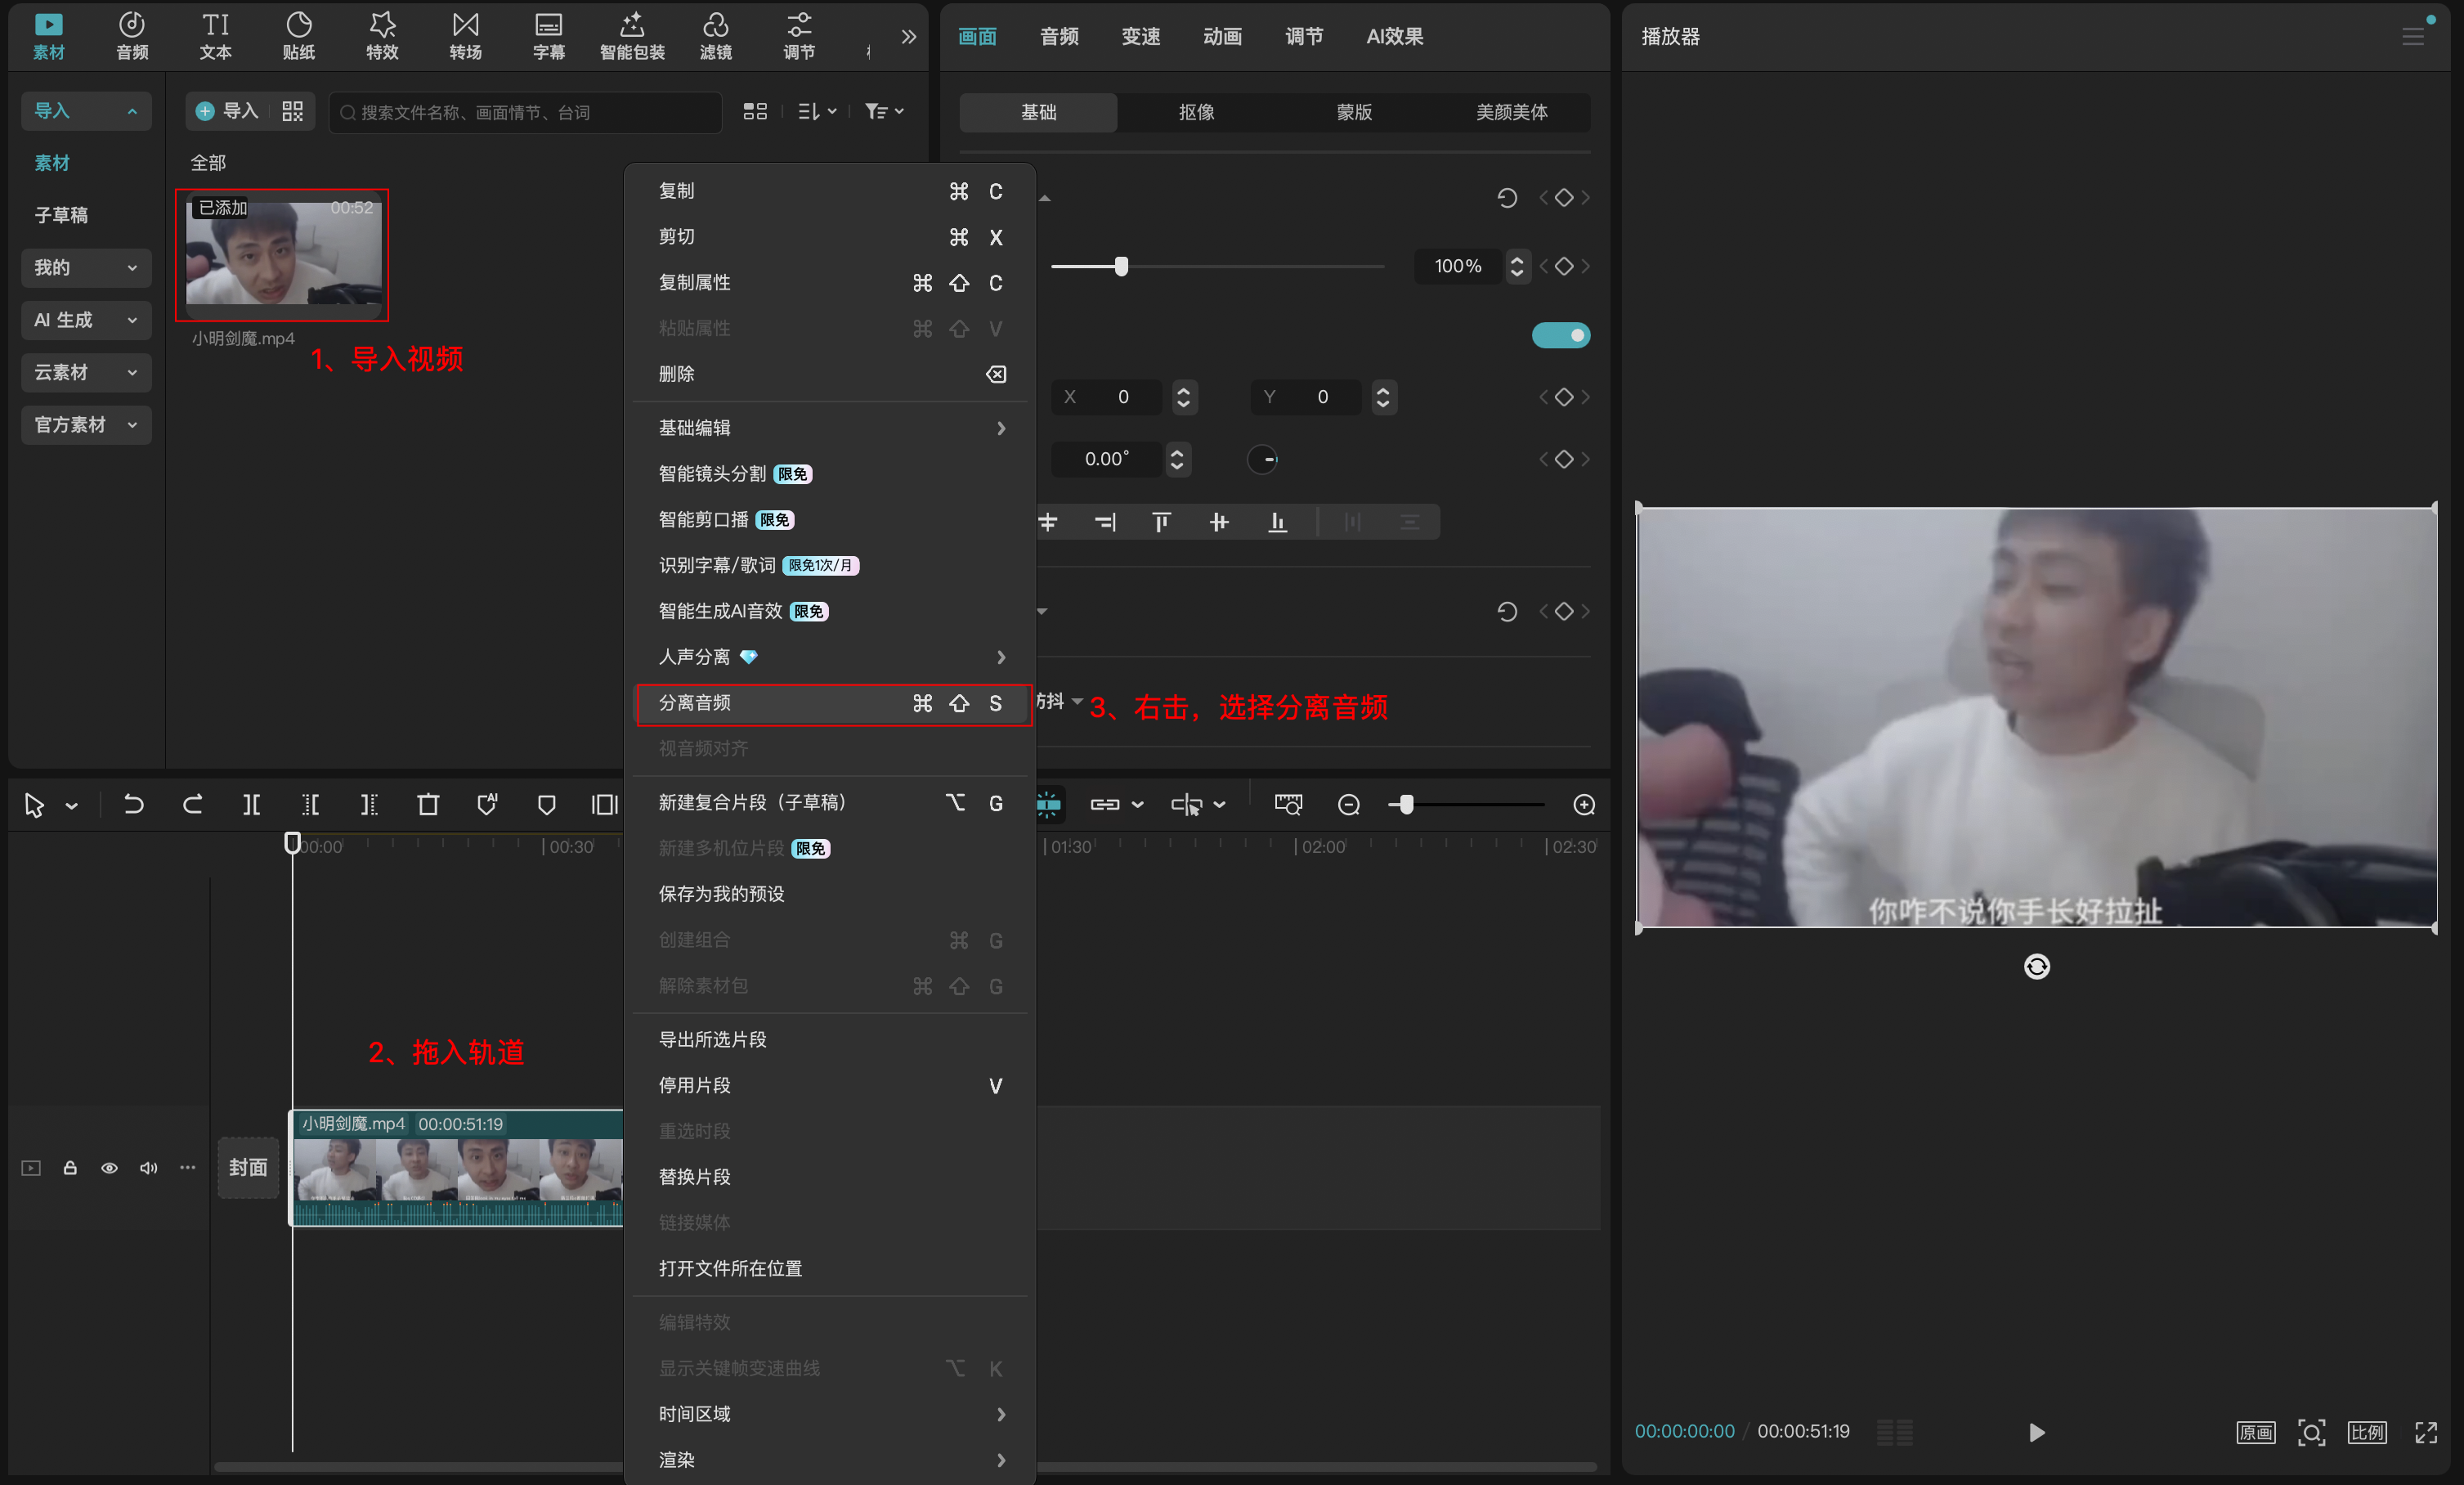 素材 音频 文本 贴纸 特效 转场 字幕 智能包装 滤镜 调节
导入
素材
子草稿
我的
AI 生成
云素材
官方素材
导入
搜索文件名称、画面情节、台词
全部
已添加 00:52
小明剑魔.mp4
1、导入视频
复制 ⌘ C
剪切 ⌘ X
复制属性 ⌘ ⇧ C
粘贴属性 ⌘ ⇧ V
删除
基础编辑
智能镜头分割 限免
智能剪口播 限免
识别字幕/歌词 限免1次/月
智能生成AI音效 限免
人声分离
分离音频 ⌘ ⇧ S
视音频对齐
新建复合片段（子草稿） ⌥ G
新建多机位片段 限免
保存为我的预设
创建组合 ⌘ G
解除素材包 ⌘ ⇧ G
导出所选片段
停用片段 V
重选时段
替换片段
链接媒体
打开文件所在位置
编辑特效
显示关键帧变速曲线 ⌥ K
时间区域
渲染
画面 音频 变速 动画 调节 AI效果
基础 抠像 蒙版 美颜美体
100%
X 0 Y 0
0.00°
防抖
3、右击，选择分离音频
00:00 00:30 01:30 02:00 02:30
2、拖入轨道
封面
小明剑魔.mp4 00:00:51:19
播放器
你咋不说你手长好拉扯
00:00:00:00 / 00:00:51:19
原画 比例